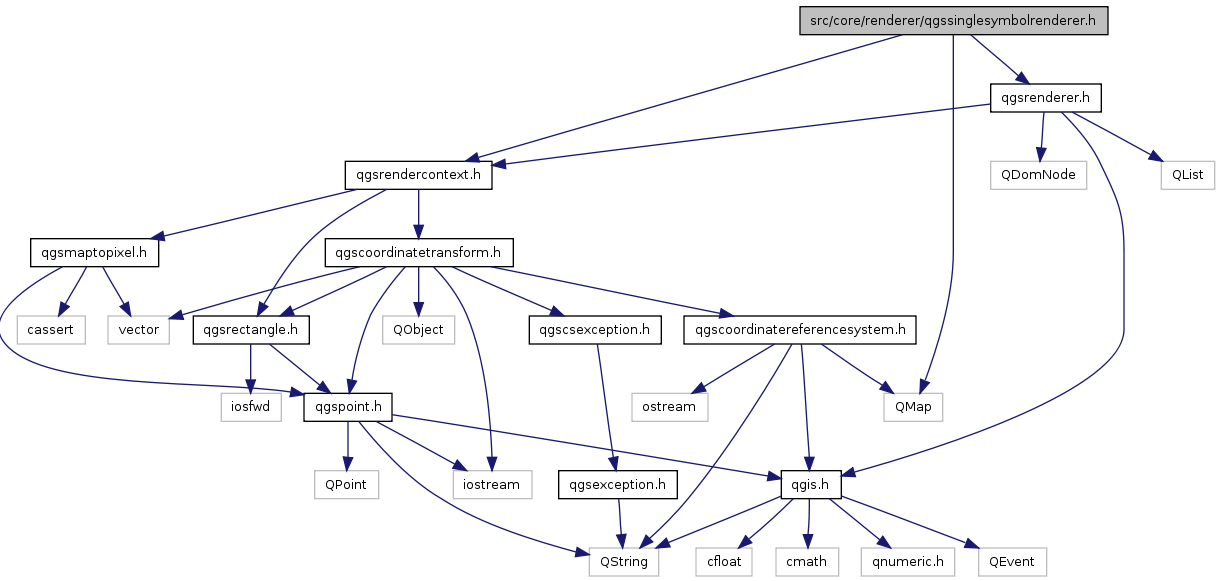 src/core/renderer/qgssinglesymbolrenderer.h
qgsrenderer.h
qgsrendercontext.h
QDomNode
QList
qgsmaptopixel.h
qgscoordinatetransform.h
cassert
vector
qgsrectangle.h
QObject
qgscsexception.h
qgscoordinatereferencesystem.h
iosfwd
qgspoint.h
ostream
QMap
QPoint
iostream
qgsexception.h
qgis.h
QString
cfloat
cmath
qnumeric.h
QEvent